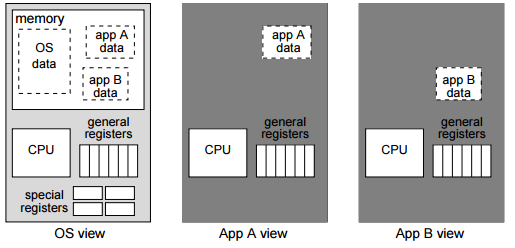 memory
OS
data
app A
data
app B
data
CPU
general
registers
special
registers
OS view
app A
data
CPU
general
registers
App A view
app B
data
CPU
general
registers
App B view